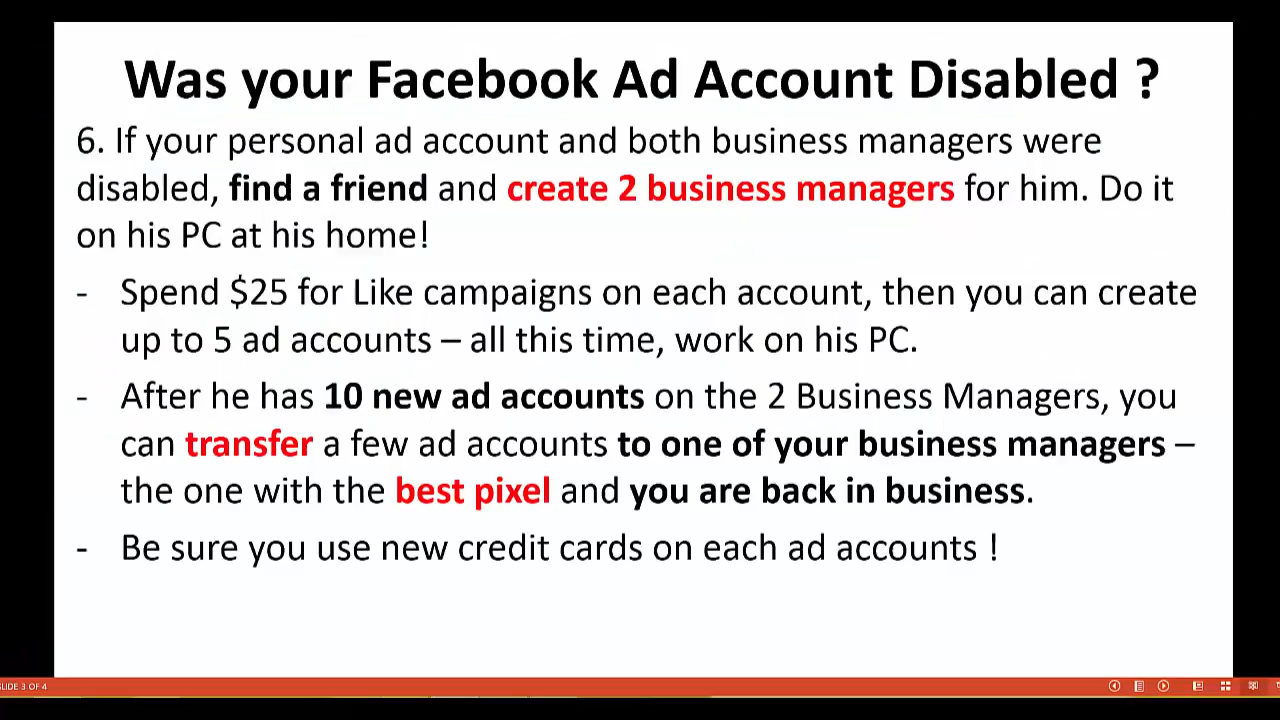 Was your Facebook Ad Account Disabled ?
6. If your personal ad account and both business managers were
disabled, find a friend and create 2 business managers for him. Do it
on his PC at his home!
- Spend $25 for Like campaigns on each account, then you can create
up to 5 ad accounts – all this time, work on his PC.
- After he has 10 new ad accounts on the 2 Business Managers, you
can transfer a few ad accounts to one of your business managers –
the one with the best pixel and you are back in business.
- Be sure you use new credit cards on each ad accounts !
SLIDE 3 OF 4